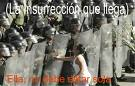 (La insurrección que llega)
Ella, no debe estar sola